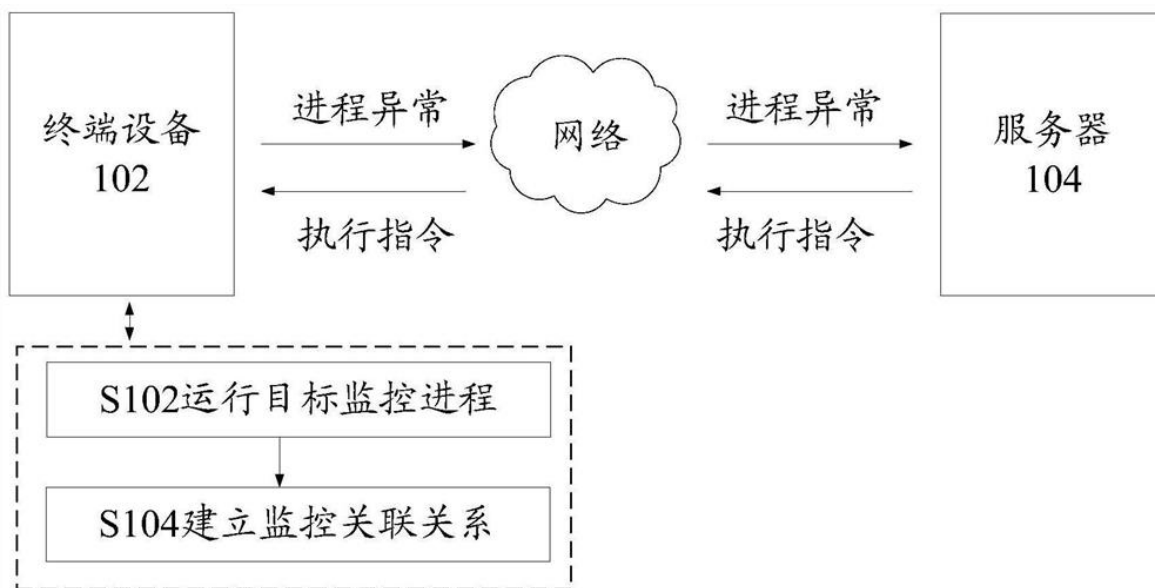 终端设备
102
进程异常
执行指令
网络
进程异常
执行指令
服务器
104
S102运行目标监控进程
S104建立监控关联关系